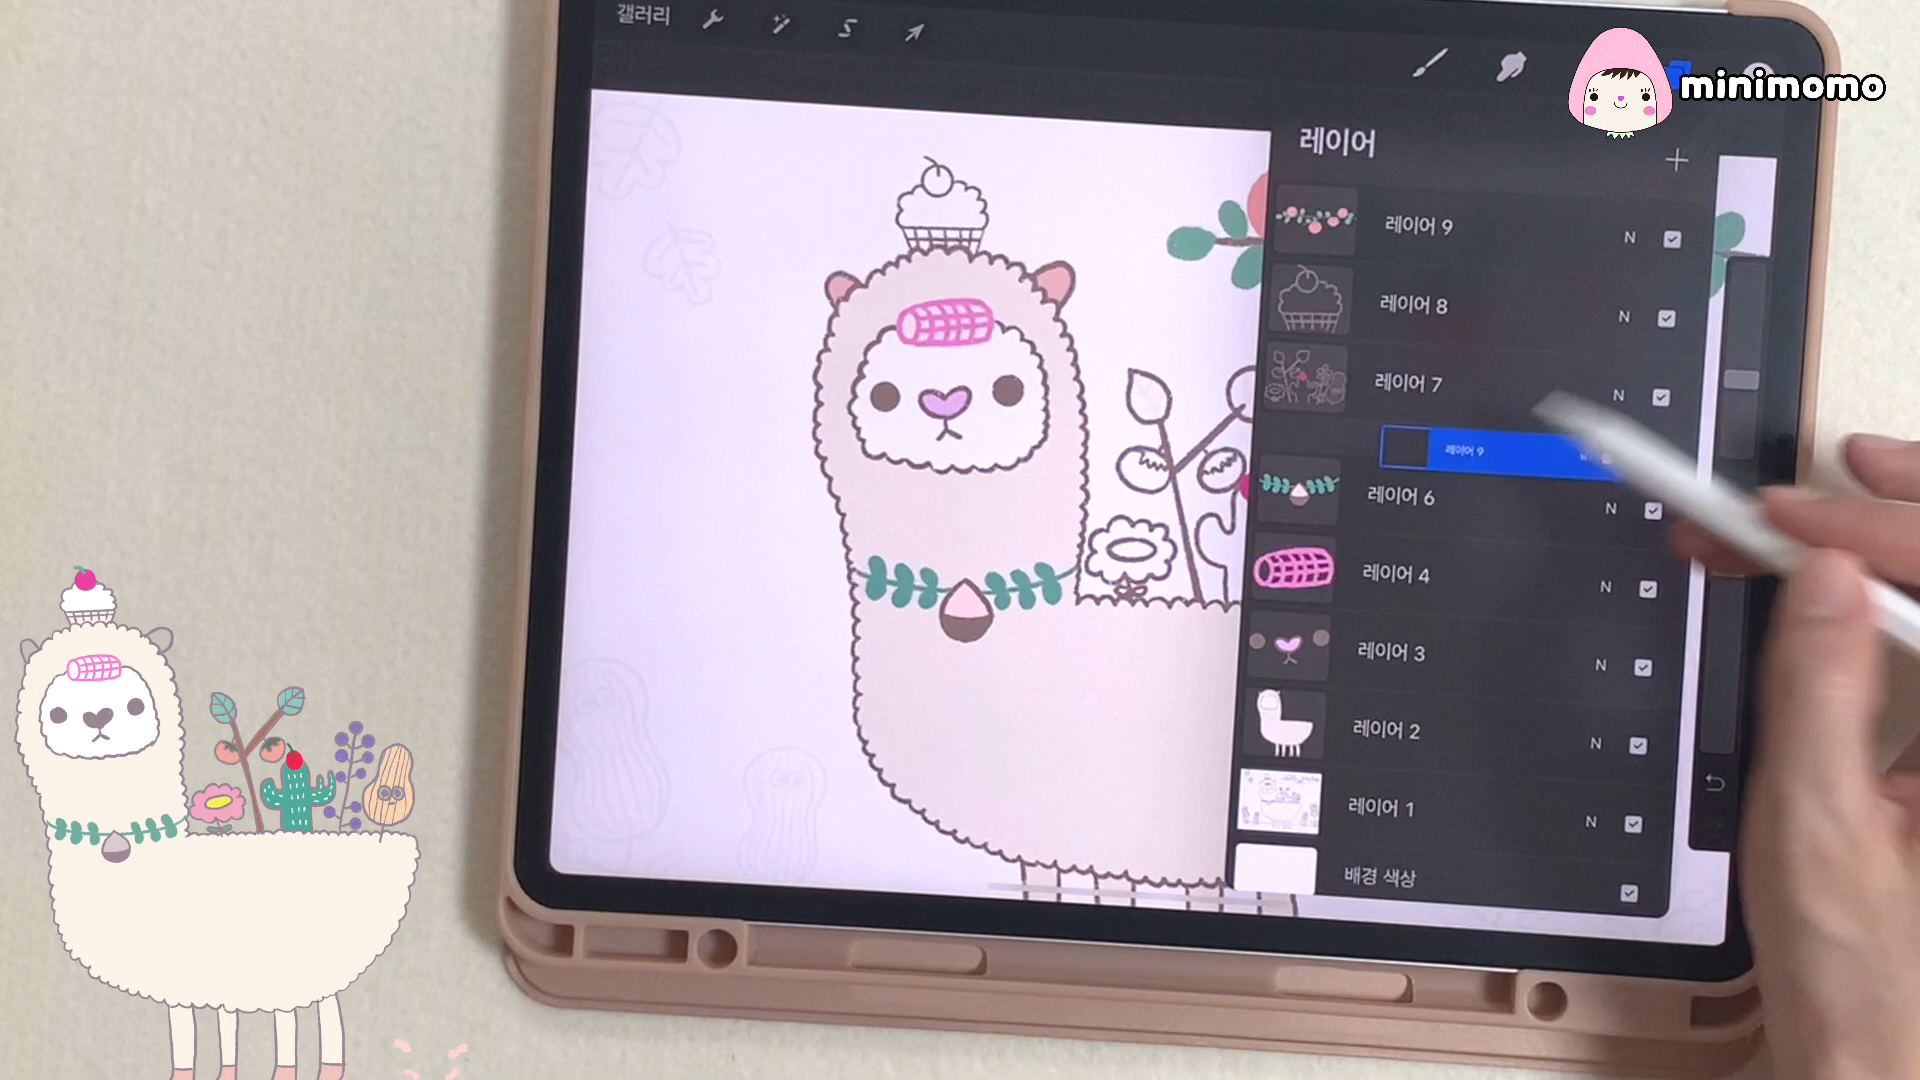 갤러리
minimomo
레이어
레이어 9 N
레이어 8 N
레이어 7 N
레이어 9
레이어 6 N
레이어 4 N
레이어 3 N
레이어 2 N
레이어 1 N
배경 색상